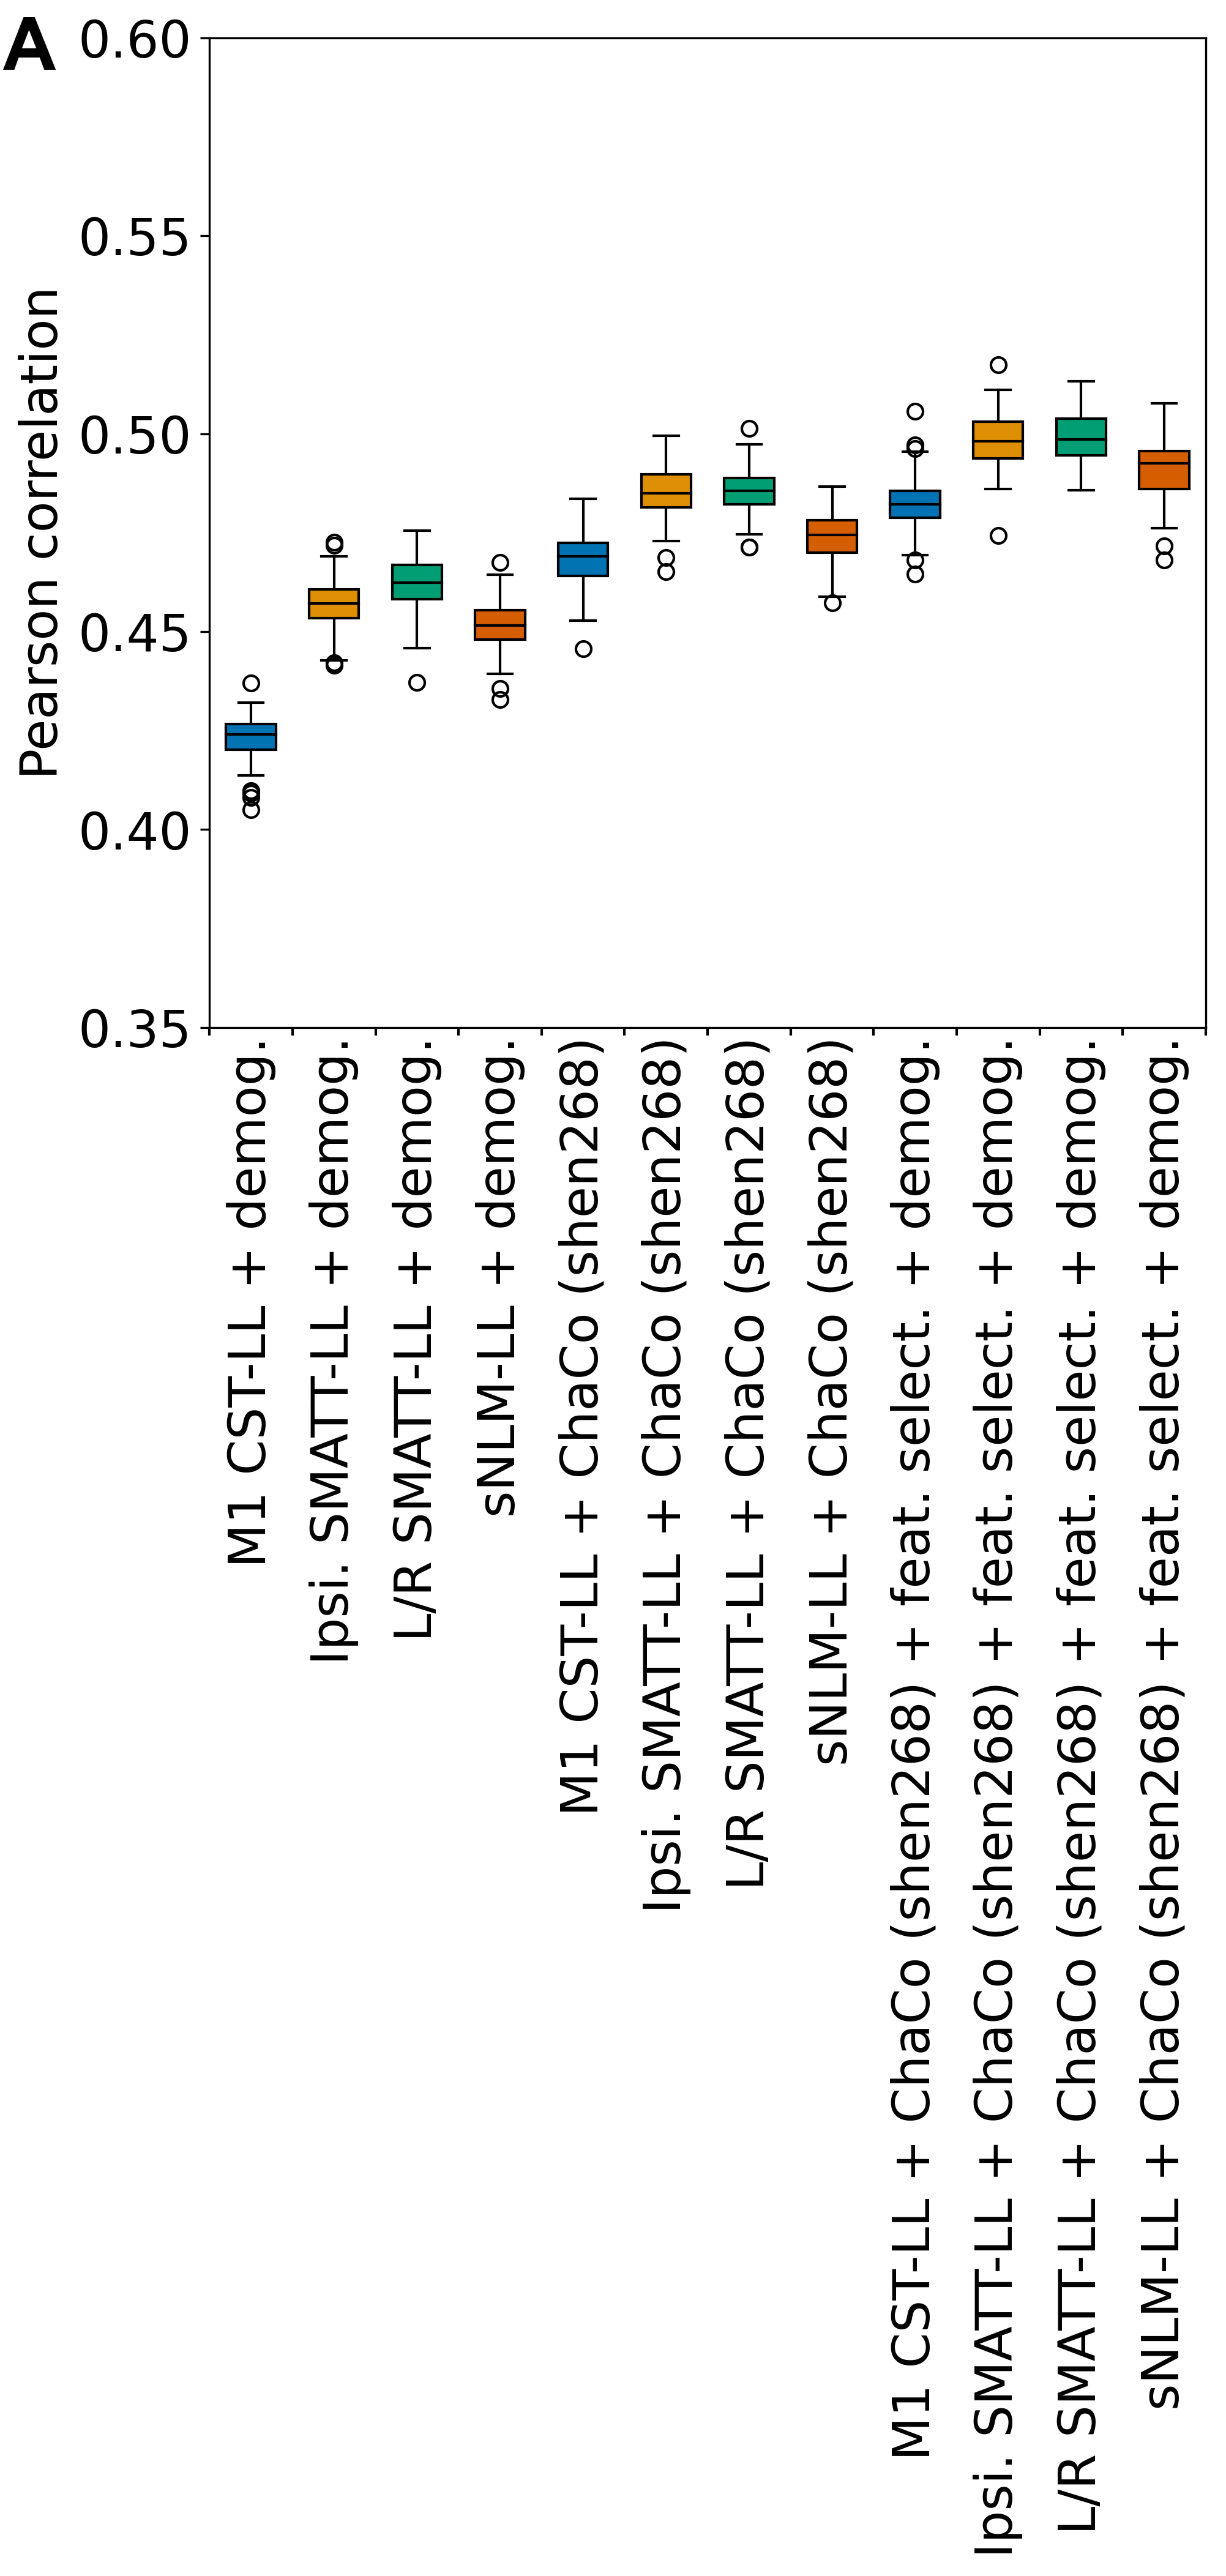 A
0.60
0.55
0.50
0.45
0.40
0.35
Pearson correlation
M1 CST-LL + demog.
Ipsi. SMATT-LL + demog.
L/R SMATT-LL + demog.
sNLM-LL + demog.
M1 CST-LL + ChaCo (shen268)
Ipsi. SMATT-LL + ChaCo (shen268)
L/R SMATT-LL + ChaCo (shen268)
sNLM-LL + ChaCo (shen268)
M1 CST-LL + ChaCo (shen268) + feat. select. + demog.
Ipsi. SMATT-LL + ChaCo (shen268) + feat. select. + demog.
L/R SMATT-LL + ChaCo (shen268) + feat. select. + demog.
sNLM-LL + ChaCo (shen268) + feat. select. + demog.